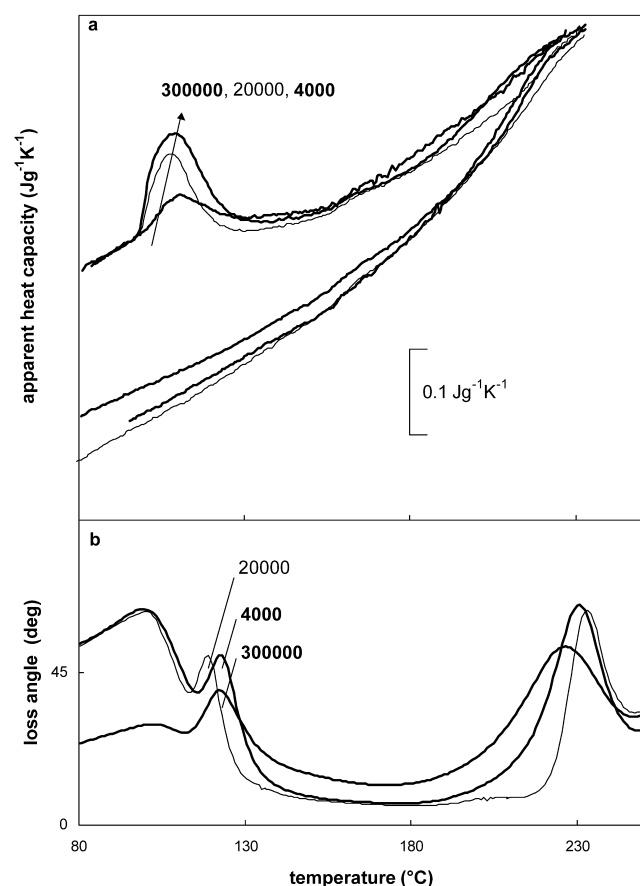 a
300000, 20000, 4000
apparent heat capacity (Jg⁻¹K⁻¹)
0.1 Jg⁻¹K⁻¹
b
20000
4000
300000
loss angle (deg)
45
0
80 130 180 230
temperature (°C)